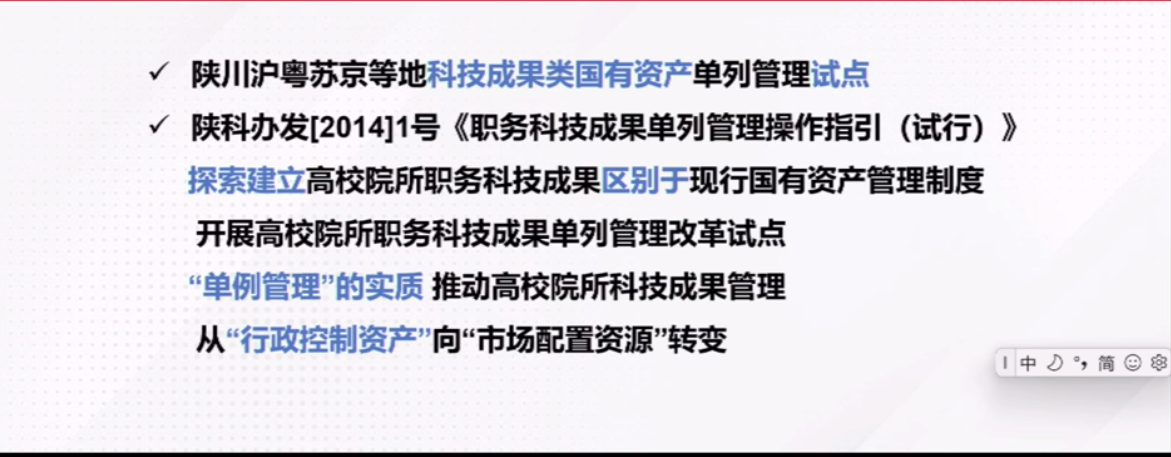 ✓ 陕川沪粤苏京等地科技成果类国有资产单列管理试点
✓ 陕科办发[2014]1号《职务科技成果单列管理操作指引（试行）》
探索建立高校院所职务科技成果区别于现行国有资产管理制度
开展高校院所职务科技成果单列管理改革试点
“单例管理”的实质 推动高校院所科技成果管理
从“行政控制资产”向“市场配置资源”转变
中 简